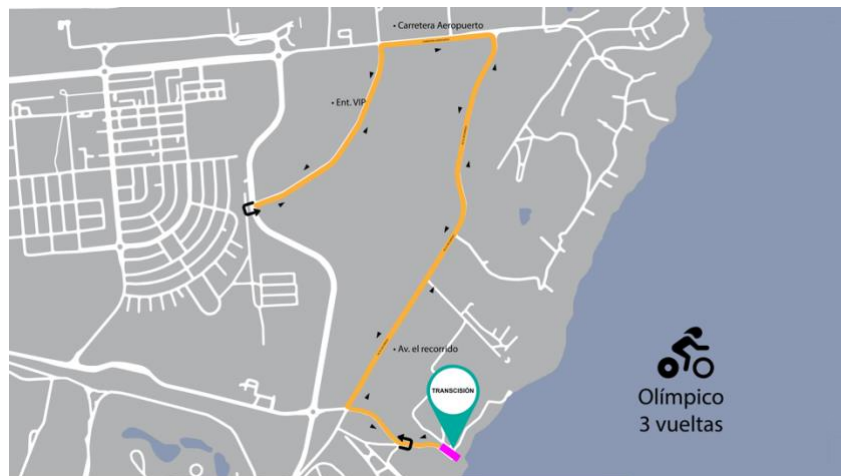 • Carretera Aeropuerto
• Ent. VIP
• Av. el recorrido
TRANSCISIÓN
Olímpico
3 vueltas